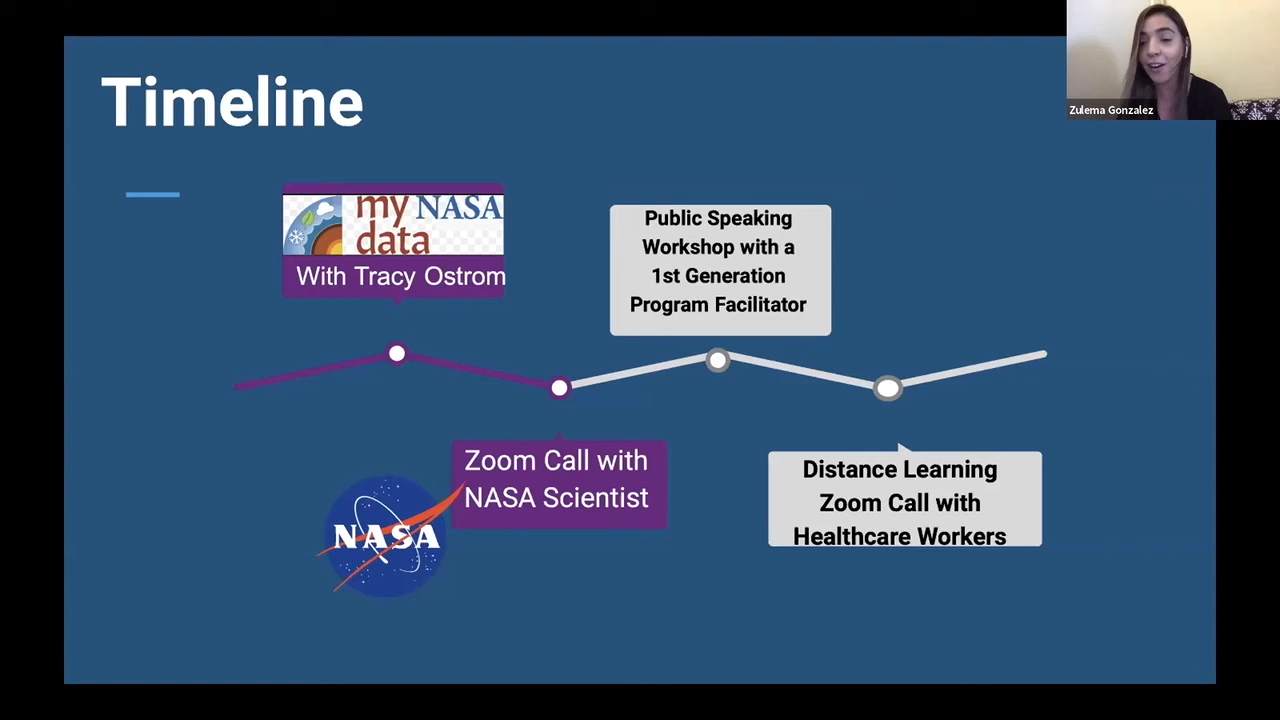 Timeline
Zulema Gonzalez
my NASA
data
With Tracy Ostrom
Public Speaking
Workshop with a
1st Generation
Program Facilitator
Zoom Call with
NASA Scientist
NASA
Distance Learning
Zoom Call with
Healthcare Workers